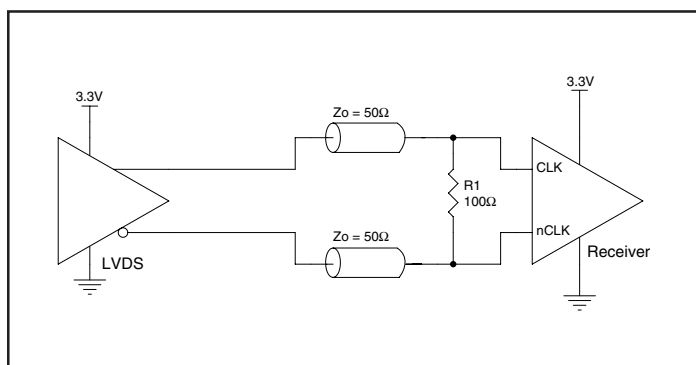 3.3V
3.3V
Zo = 50Ω
CLK
R1
100Ω
nCLK
Zo = 50Ω
LVDS
Receiver